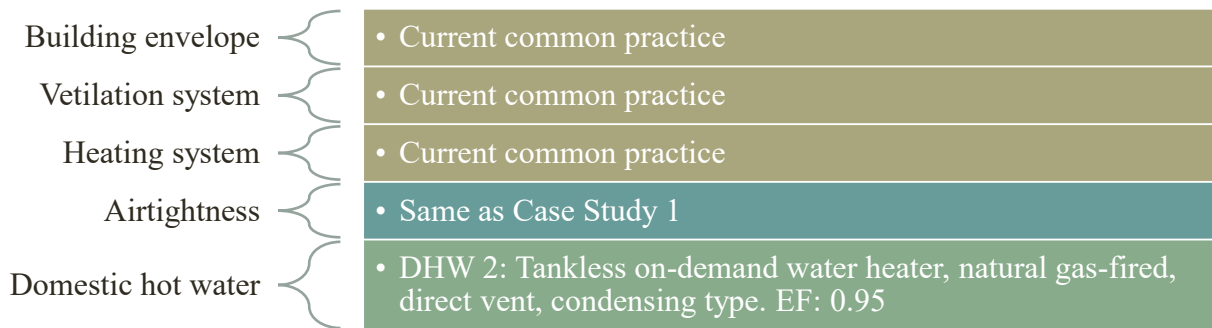 Building envelope
• Current common practice
Vetilation system
• Current common practice
Heating system
• Current common practice
Airtightness
• Same as Case Study 1
Domestic hot water
• DHW 2: Tankless on-demand water heater, natural gas-fired,
direct vent, condensing type. EF: 0.95